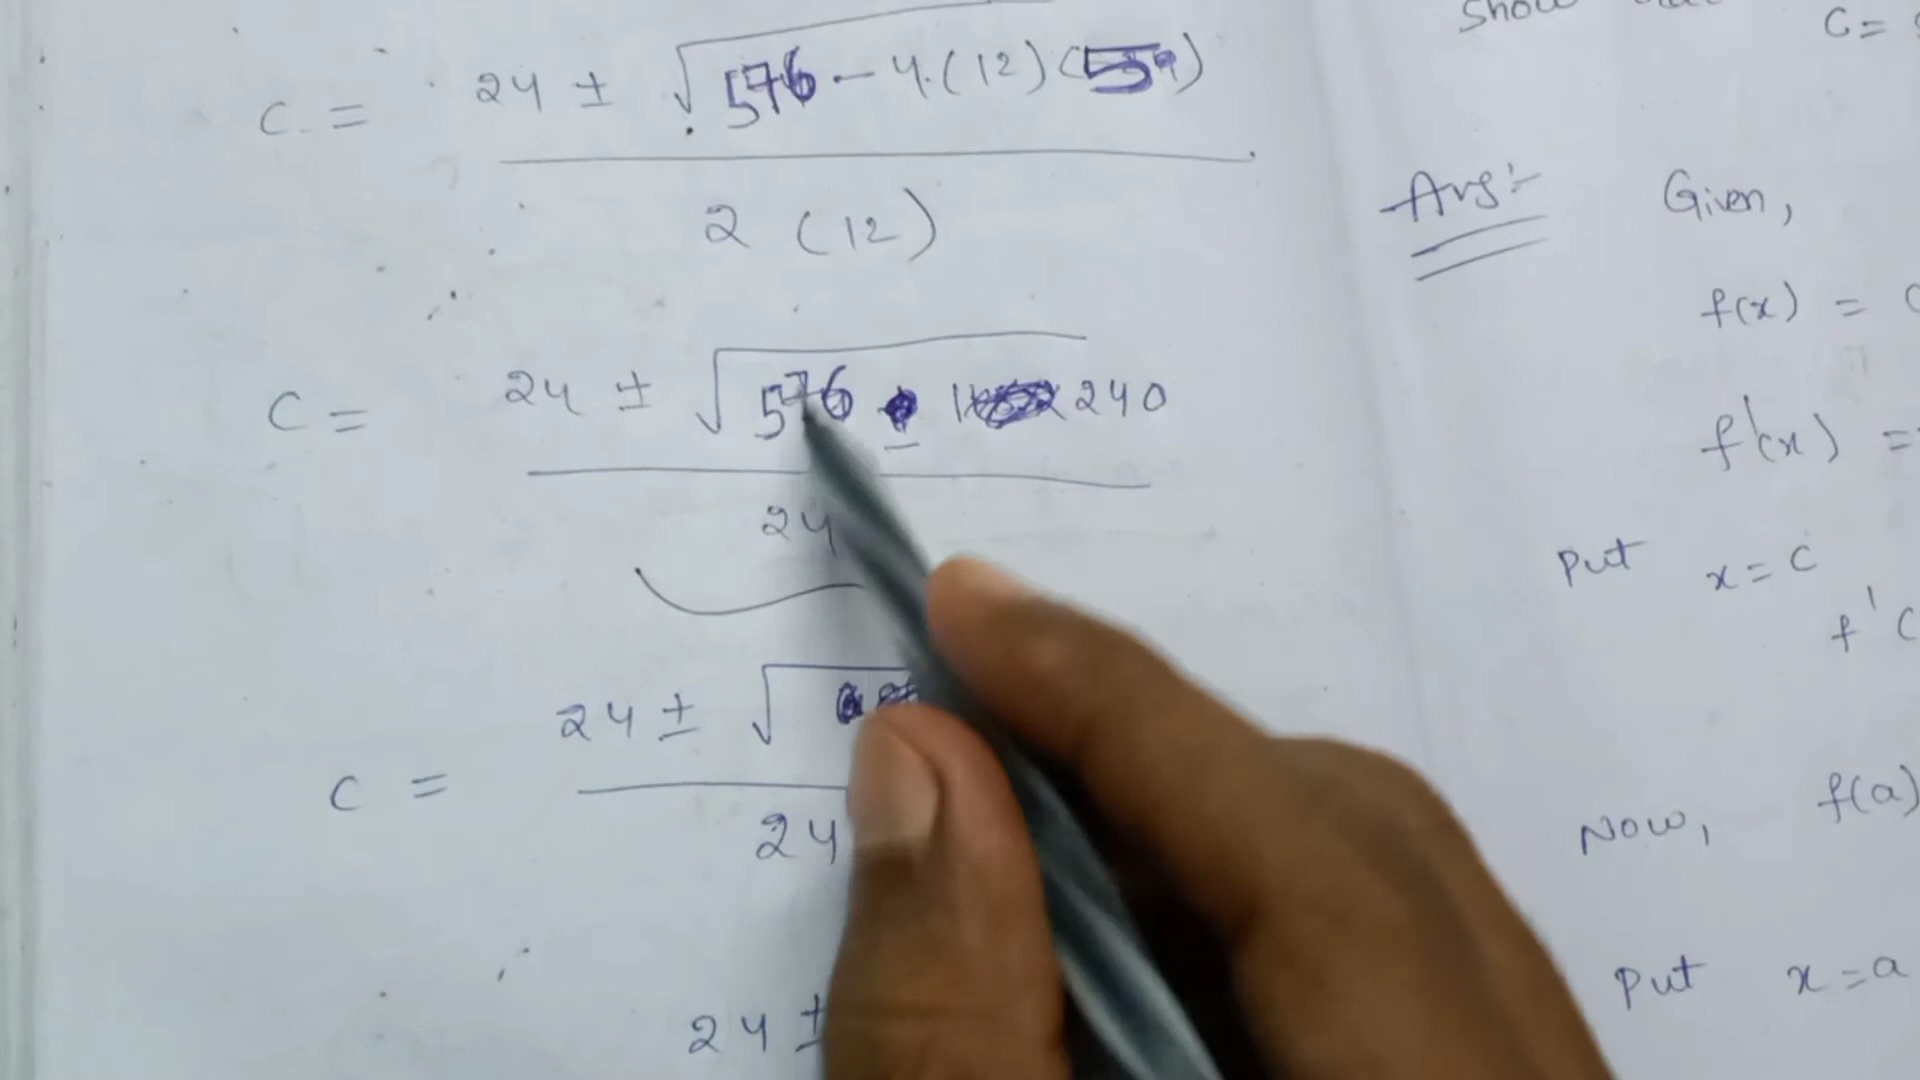 C = 24 ± √576 - 4.(12)(5)
2 (12)
C = 24 ± √576 - 240
24
C = 24 ± √
24
24 ±
Show
C =
Ans:-
Given,
f(x) =
f'(x) =
Put x = c
f'(
Now, f(a)
Put x = a